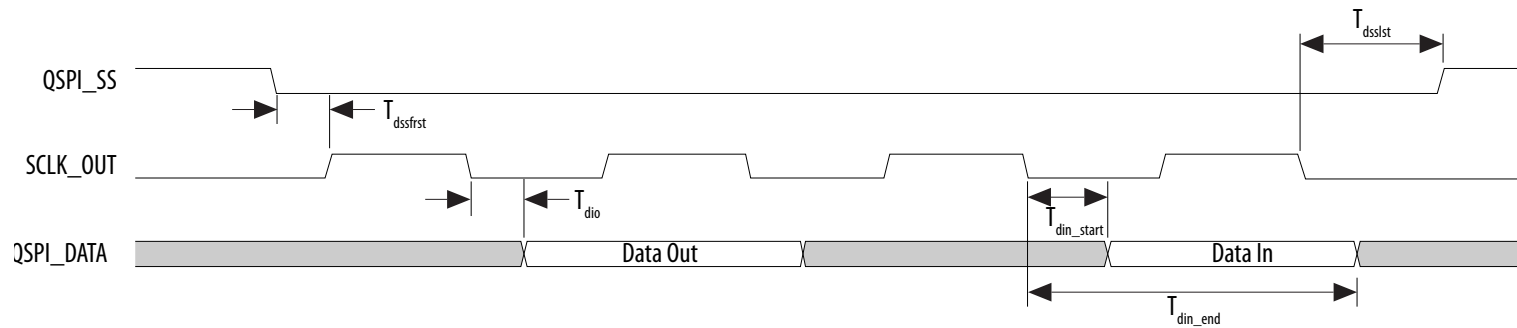 T_dsslst
QSPI_SS
T_dssfrst
SCLK_OUT
T_dio
T_din_start
QSPI_DATA
Data Out
Data In
T_din_end